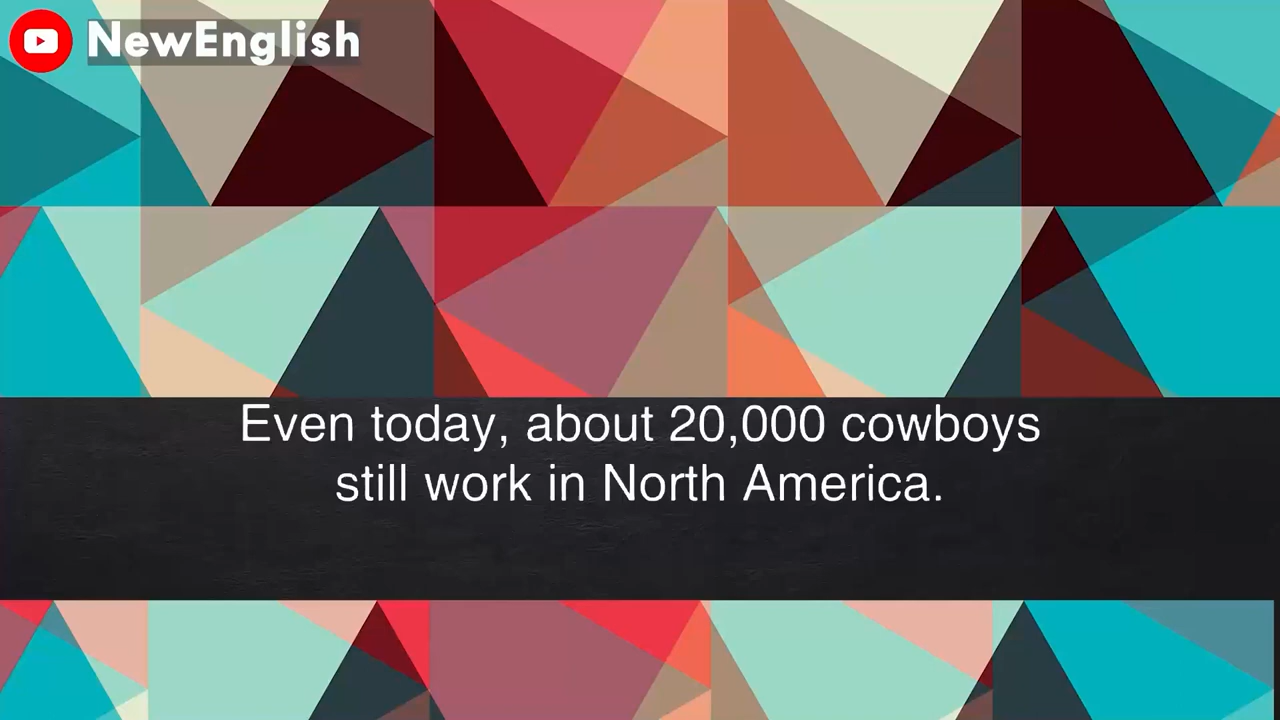 NewEnglish
Even today, about 20,000 cowboys
still work in North America.